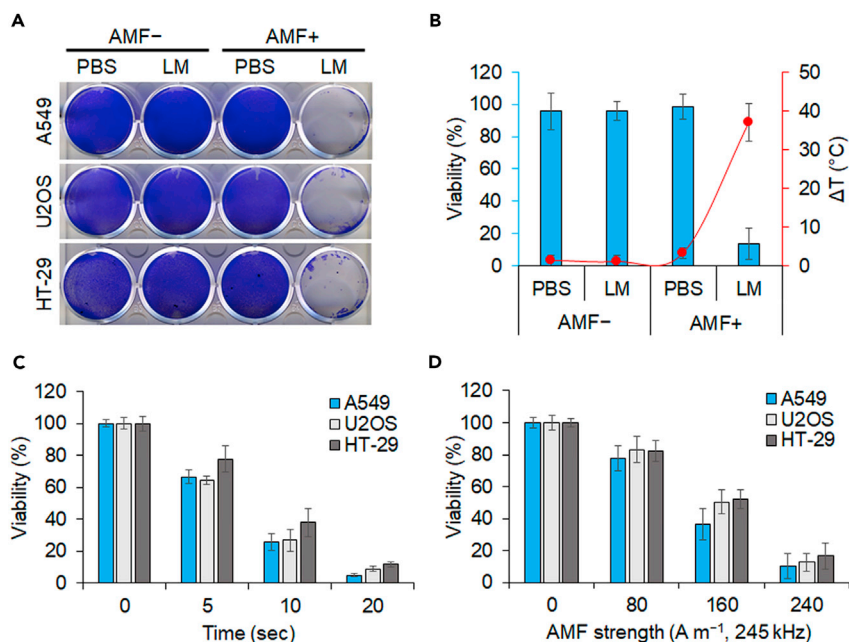 A
AMF− AMF+
PBS LM PBS LM
A549
U2OS
HT-29
B
120
100
80
60
40
20
0
Viability (%)
50
40
30
20
10
0
ΔT (°C)
PBS LM PBS LM
AMF− AMF+
C
120
100
80
60
40
20
0
Viability (%)
A549
U2OS
HT-29
0 5 10 20
Time (sec)
D
120
100
80
60
40
20
0
Viability (%)
A549
U2OS
HT-29
0 80 160 240
AMF strength (A m⁻¹, 245 kHz)